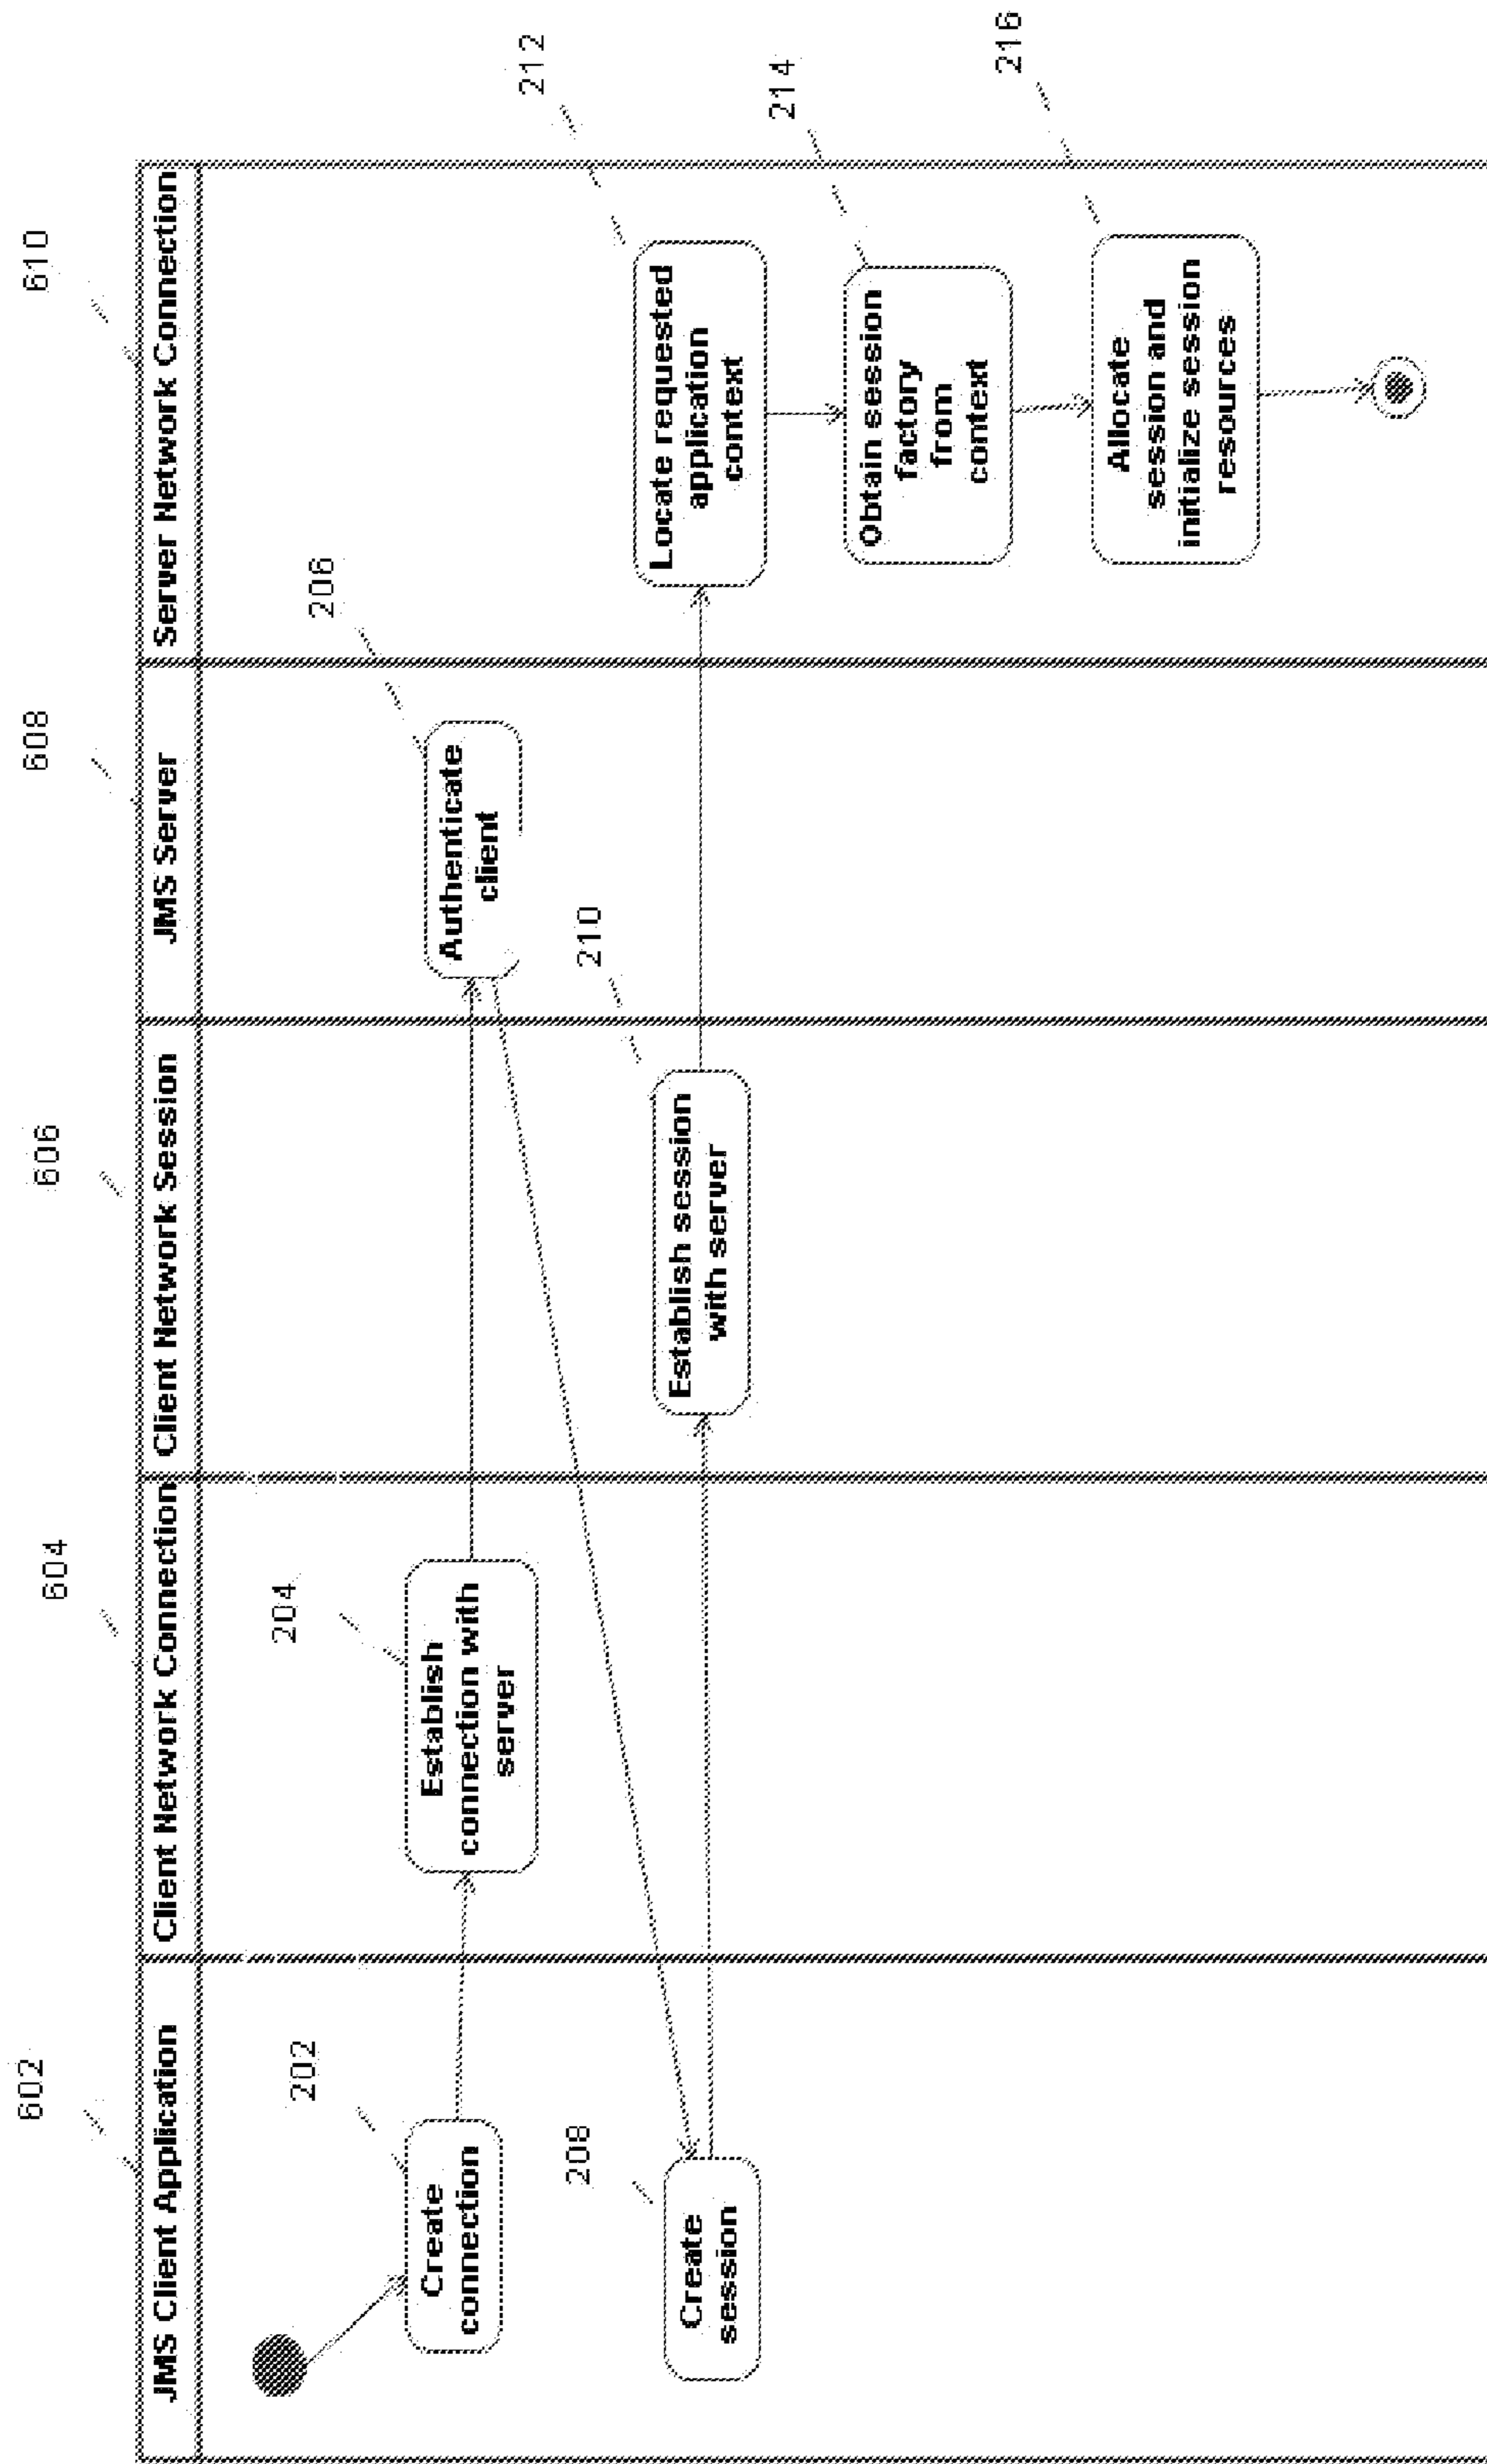 602
604
606
608
610
JMS Client Application
Client Network Connection
Client Network Session
JMS Server
Server Network Connection
202
Create
connection
204
Establish
connection with
server
206
Authenticate
client
208
Create
session
210
Establish session
with server
212
Locate requested
application
context
214
Obtain session
factory
from
context
216
Allocate
session and
initialize session
resources